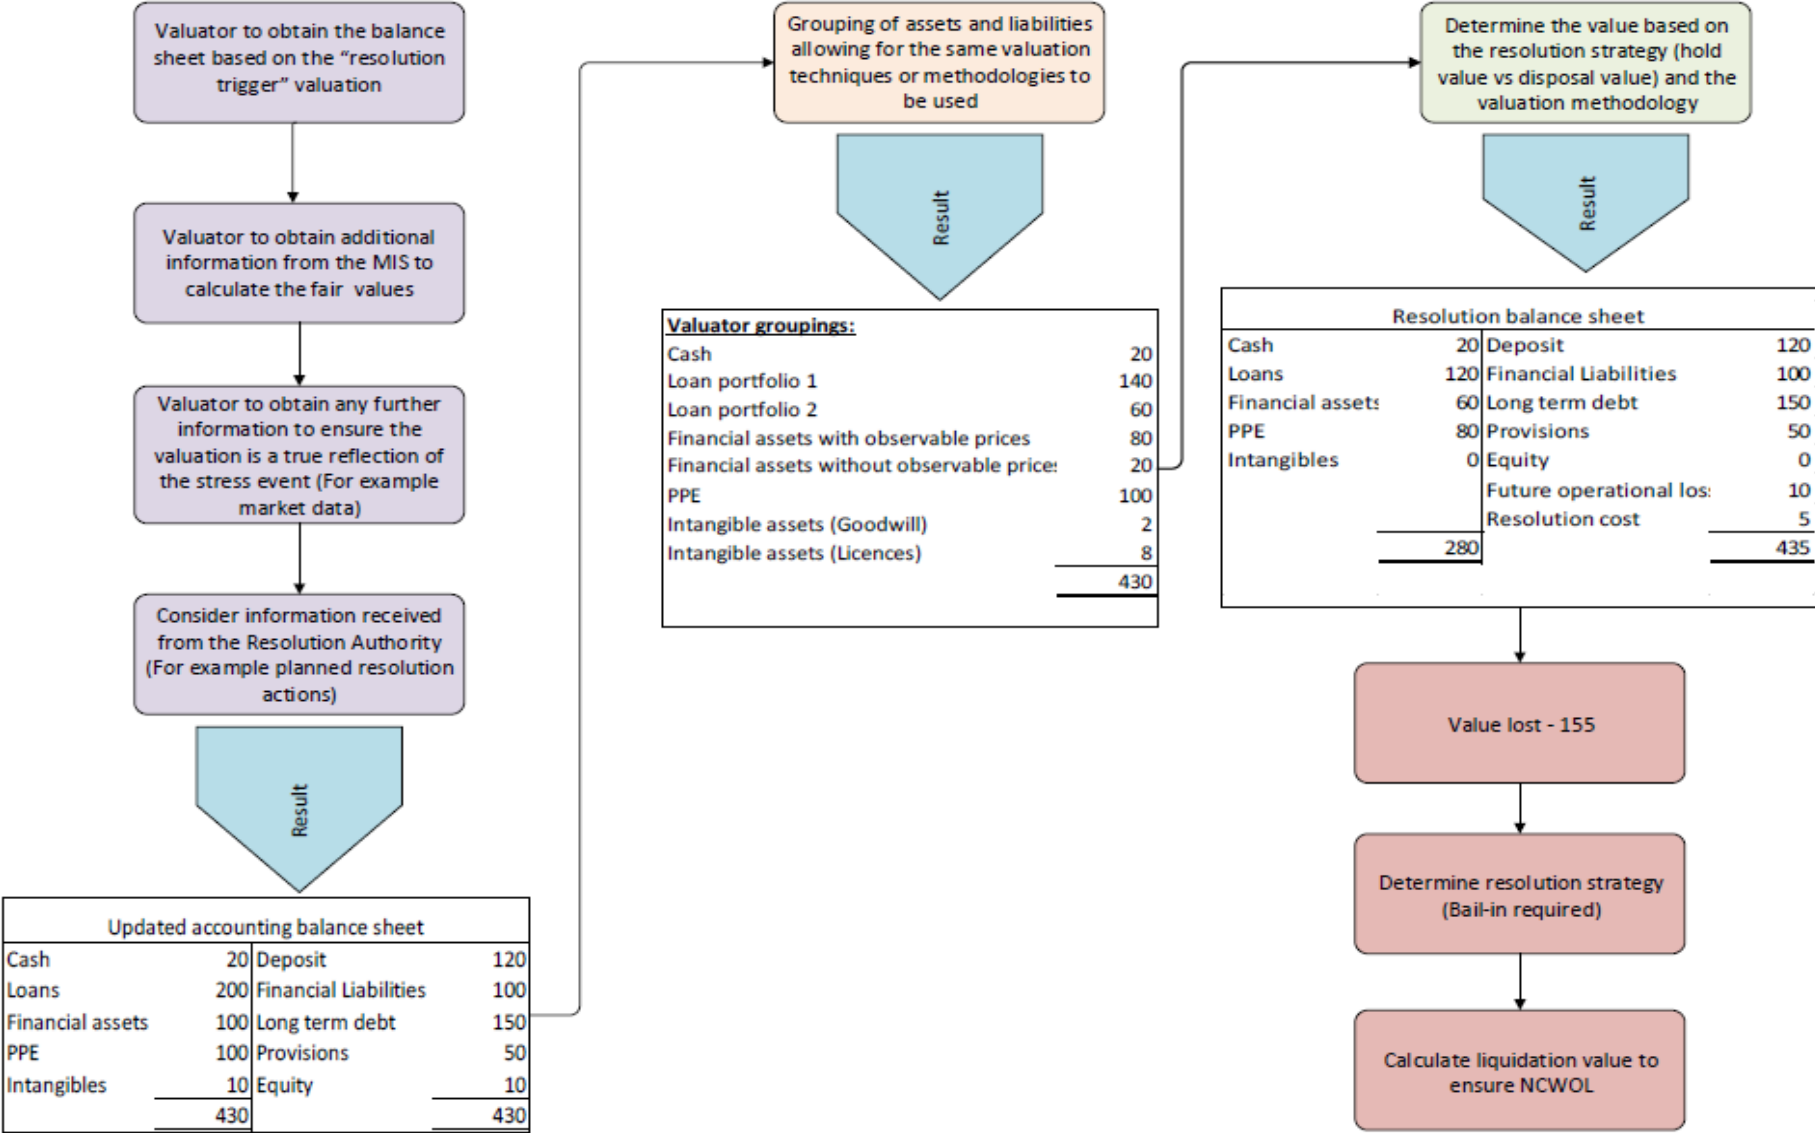 Valuator to obtain the balance
sheet based on the “resolution
trigger” valuation
Valuator to obtain additional
information from the MIS to
calculate the fair values
Valuator to obtain any further
information to ensure the
valuation is a true reflection of
the stress event (For example
market data)
Consider information received
from the Resolution Authority
(For example planned resolution
actions)
Result
Updated accounting balance sheet
Cash 20 Deposit 120
Loans 200 Financial Liabilities 100
Financial assets 100 Long term debt 150
PPE 100 Provisions 50
Intangibles 10 Equity 10
430 430
Grouping of assets and liabilities
allowing for the same valuation
techniques or methodologies to
be used
Result
Valuator groupings:
Cash 20
Loan portfolio 1 140
Loan portfolio 2 60
Financial assets with observable prices 80
Financial assets without observable prices 20
PPE 100
Intangible assets (Goodwill) 2
Intangible assets (Licences) 8
430
Determine the value based on
the resolution strategy (hold
value vs disposal value) and the
valuation methodology
Result
Resolution balance sheet
Cash 20 Deposit 120
Loans 120 Financial Liabilities 100
Financial assets 60 Long term debt 150
PPE 80 Provisions 50
Intangibles 0 Equity 0
Future operational los 10
Resolution cost 5
280 435
Value lost - 155
Determine resolution strategy
(Bail-in required)
Calculate liquidation value to
ensure NCWOL